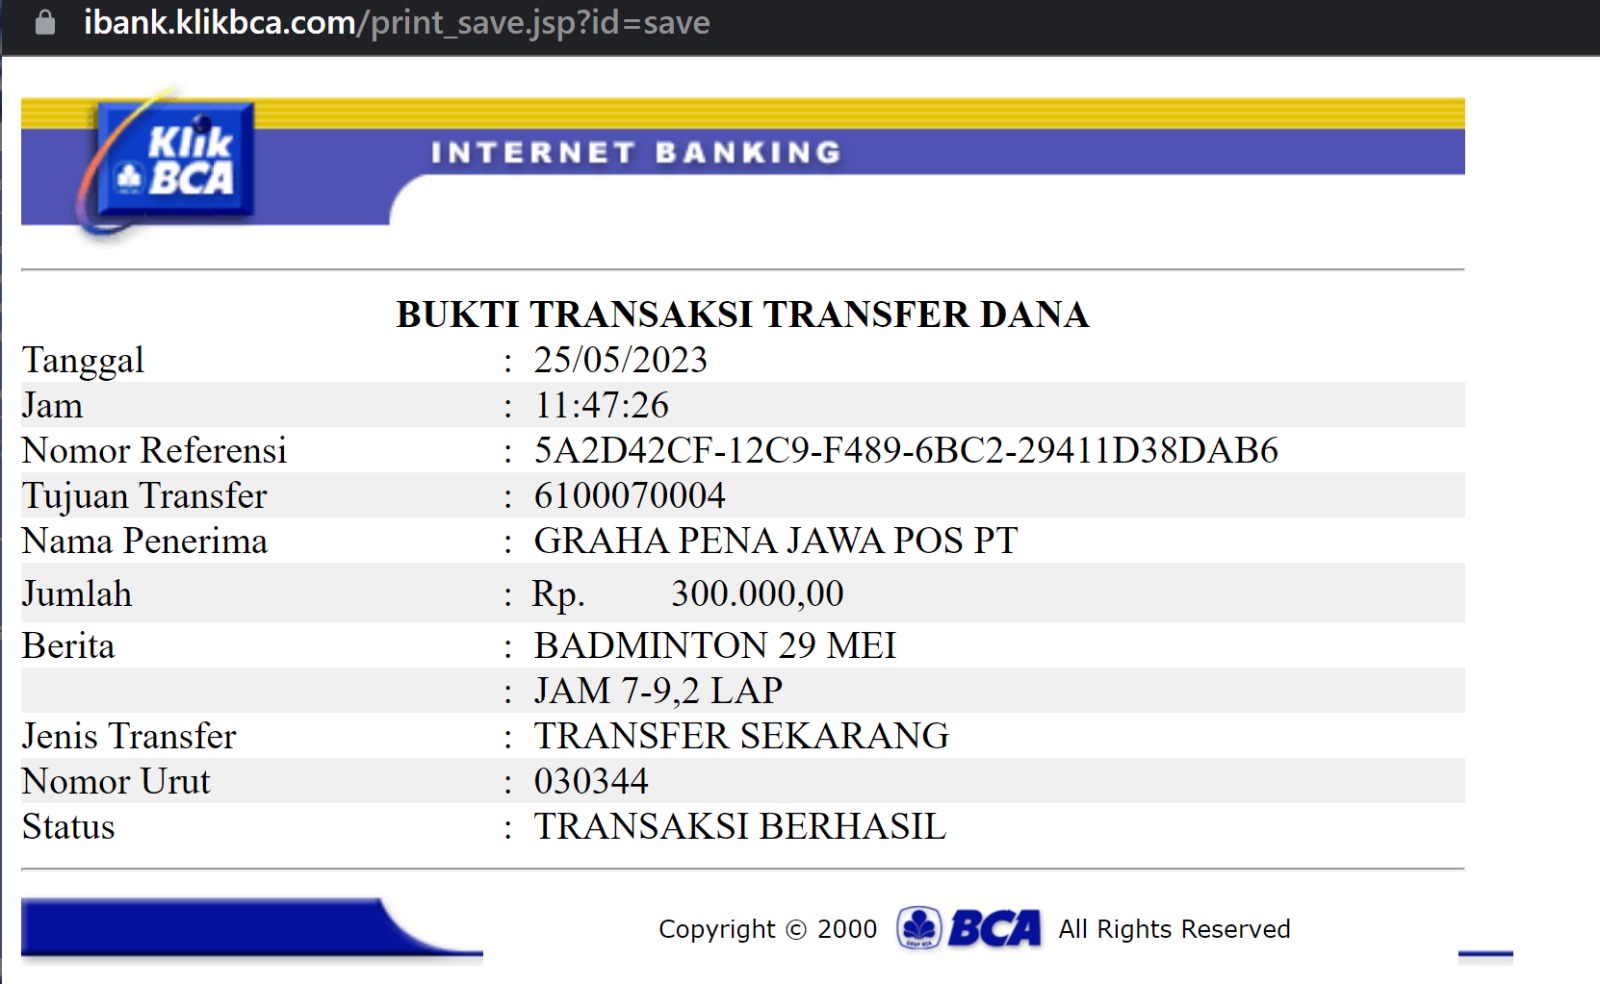 ibank.klikbca.com/print_save.jsp?id=save
Klik
BCA
INTERNET BANKING
BUKTI TRANSAKSI TRANSFER DANA
Tanggal : 25/05/2023
Jam : 11:47:26
Nomor Referensi : 5A2D42CF-12C9-F489-6BC2-29411D38DAB6
Tujuan Transfer : 6100070004
Nama Penerima : GRAHA PENA JAWA POS PT
Jumlah : Rp. 300.000,00
Berita : BADMINTON 29 MEI
: JAM 7-9,2 LAP
Jenis Transfer : TRANSFER SEKARANG
Nomor Urut : 030344
Status : TRANSAKSI BERHASIL
Copyright © 2000 BCA All Rights Reserved